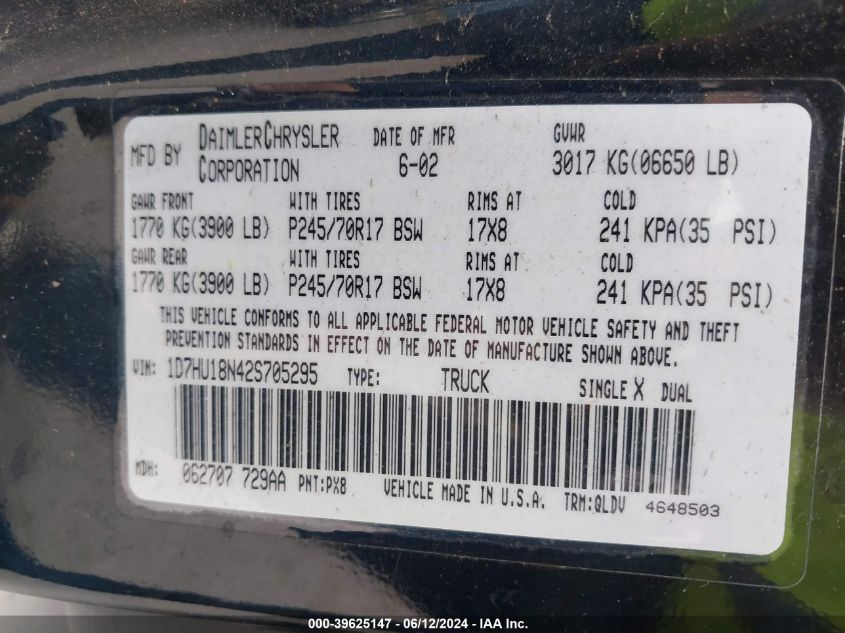 MFD BY DAIMLERCHRYSLER CORPORATION DATE OF MFR 6-02 GVWR 3017 KG(06650 LB)
GAWR FRONT WITH TIRES RIMS AT COLD
1770 KG(3900 LB) P245/70R17 BSW 17X8 241 KPA(35 PSI)
GAWR REAR WITH TIRES RIMS AT COLD
1770 KG(3900 LB) P245/70R17 BSW 17X8 241 KPA(35 PSI)
THIS VEHICLE CONFORMS TO ALL APPLICABLE FEDERAL MOTOR VEHICLE SAFETY AND THEFT
PREVENTION STANDARDS IN EFFECT ON THE DATE OF MANUFACTURE SHOWN ABOVE.
VIN: 1D7HU18N42S705295 TYPE: TRUCK SINGLE X DUAL
MDH: 062707 729AA PNT:PX8 VEHICLE MADE IN U.S.A. TRM:QLDV 4648503
000-39625147 - 06/12/2024 - IAA Inc.